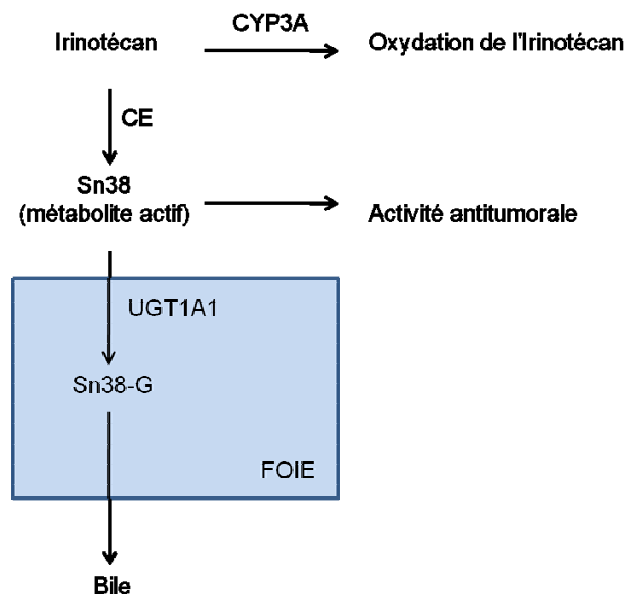 CYP3A
Irinotécan
Oxydation de l'Irinotécan
CE
Sn38
(métabolite actif)
Activité antitumorale
UGT1A1
Sn38-G
FOIE
Bile